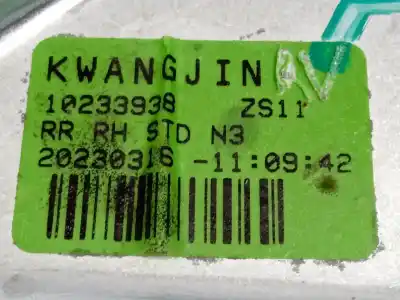 KWANGJIN
10233938 ZS11
RR RH STD N3
20230316 -11:09:42